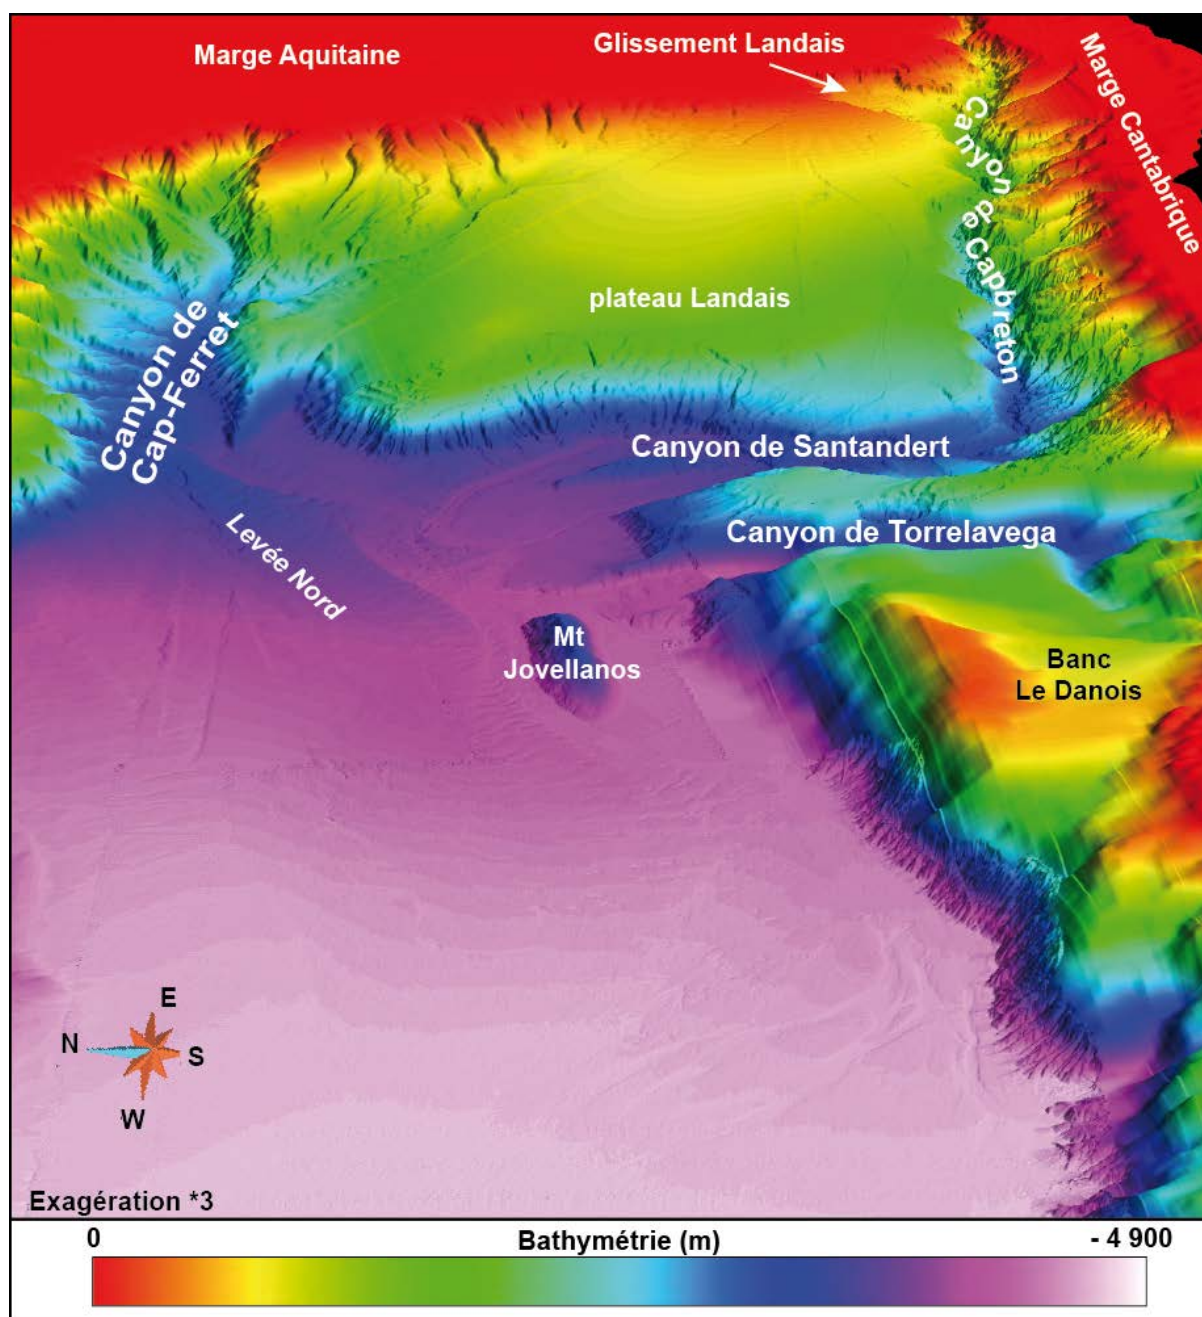 Glissement Landais
Marge Aquitaine
Marge Cantabrique
Canyon de Capbreton
plateau Landais
Canyon de
Cap-Ferret
Canyon de Santandert
Canyon de Torrelavega
Levée Nord
Mt
Jovellanos
Banc
Le Danois
E
N
S
W
Exagération *3
0
Bathymétrie (m)
- 4 900